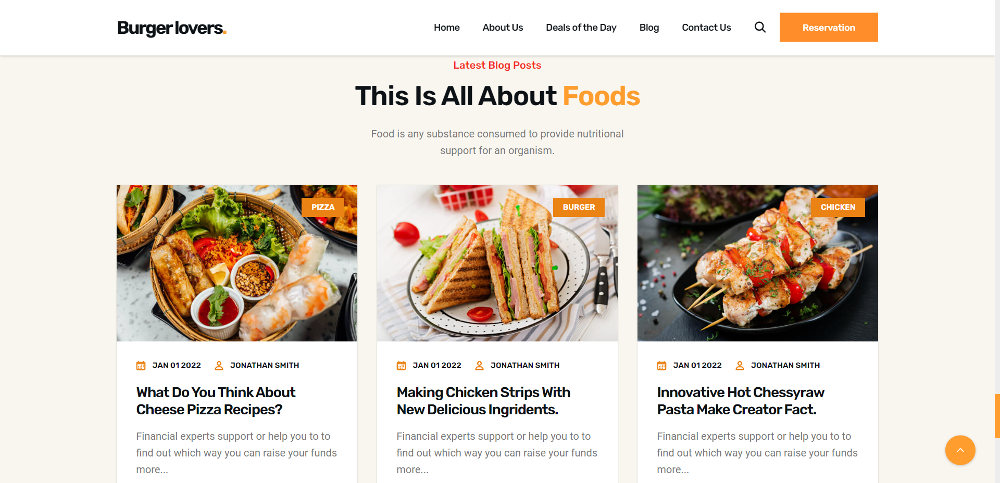 Burger lovers.
Home About Us Deals of the Day Blog Contact Us Reservation
Latest Blog Posts
This Is All About Foods
Food is any substance consumed to provide nutritional
support for an organism.
PIZZA
JAN 01 2022 JONATHAN SMITH
What Do You Think About
Cheese Pizza Recipes?
Financial experts support or help you to to
find out which way you can raise your funds
more...
BURGER
JAN 01 2022 JONATHAN SMITH
Making Chicken Strips With
New Delicious Ingridents.
Financial experts support or help you to to
find out which way you can raise your funds
more...
CHICKEN
JAN 01 2022 JONATHAN SMITH
Innovative Hot Chessyraw
Pasta Make Creator Fact.
Financial experts support or help you to to
find out which way you can raise your funds
more...